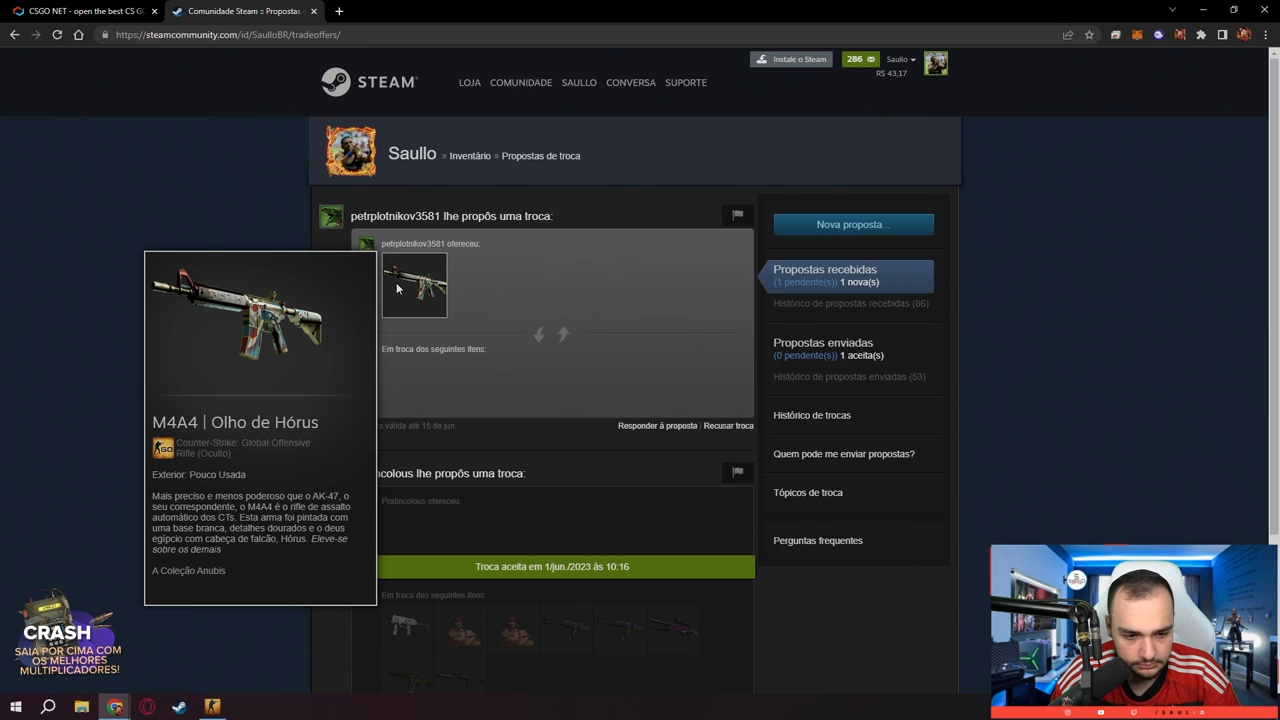 CSGO NET - open the best CS G
Comunidade Steam :: Propostas
https://steamcommunity.com/id/SaulloBR/tradeoffers/
Instale o Steam
286
Saullo
R$ 43,17
STEAM
LOJA COMUNIDADE SAULLO CONVERSA SUPORTE
Saullo » Inventário » Propostas de troca
petrplotnikov3581 lhe propôs uma troca:
petrplotnikov3581 ofereceu:
Em troca dos seguintes itens:
válida até 15 de jun.
Responder à proposta | Recusar troca
ncolous lhe propôs uma troca:
Pratincolous ofereceu:
Troca aceita em 1/jun./2023 às 10:16
Em troca dos seguintes itens:
Nova proposta...
Propostas recebidas
(1 pendente(s)) 1 nova(s)
Histórico de propostas recebidas (86)
Propostas enviadas
(0 pendente(s)) 1 aceita(s)
Histórico de propostas enviadas (53)
Histórico de trocas
Quem pode me enviar propostas?
Tópicos de troca
Perguntas frequentes
M4A4 | Olho de Hórus
Counter-Strike: Global Offensive
Rifle (Oculto)
Exterior: Pouco Usada
Mais preciso e menos poderoso que o AK-47, o
seu correspondente, o M4A4 é o rifle de assalto
automático dos CTs. Esta arma foi pintada com
uma base branca, detalhes dourados e o deus
egípcio com cabeça de falcão, Hórus. Eleve-se
sobre os demais
A Coleção Anubis
CRASH
SAIA POR CIMA COM
OS MELHORES
MULTIPLICADORES!